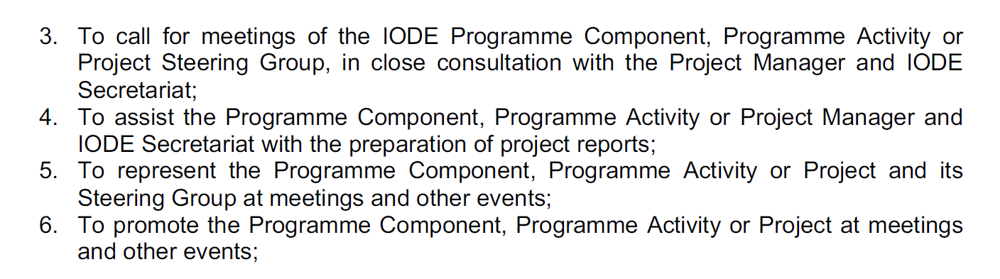 3. To call for meetings of the IODE Programme Component, Programme Activity or
Project Steering Group, in close consultation with the Project Manager and IODE
Secretariat;
4. To assist the Programme Component, Programme Activity or Project Manager and
IODE Secretariat with the preparation of project reports;
5. To represent the Programme Component, Programme Activity or Project and its
Steering Group at meetings and other events;
6. To promote the Programme Component, Programme Activity or Project at meetings
and other events;